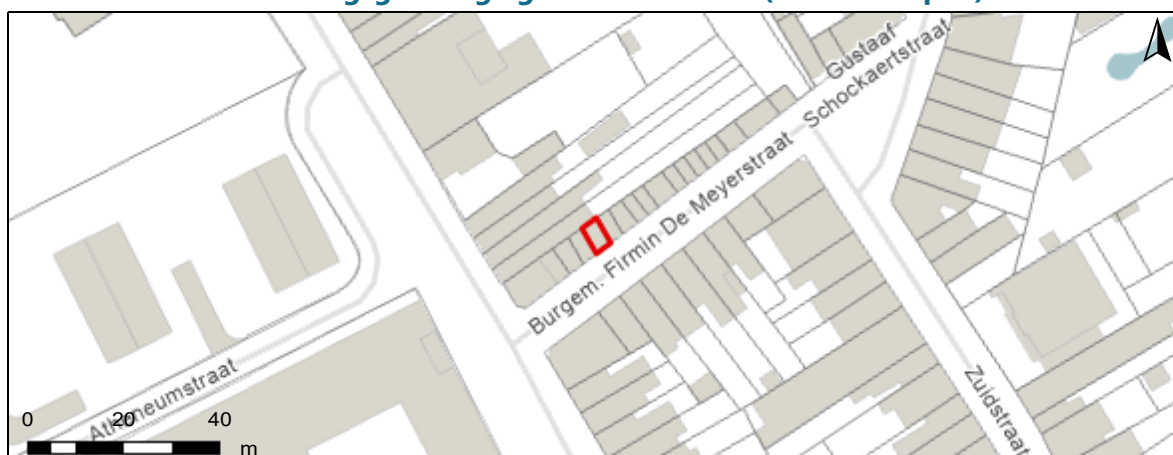 Gustaaf
Schockaertstraat
Burgem. Firmin De Meyerstraat
Zuidstraat
Atheneumstraat
0 20 40
m